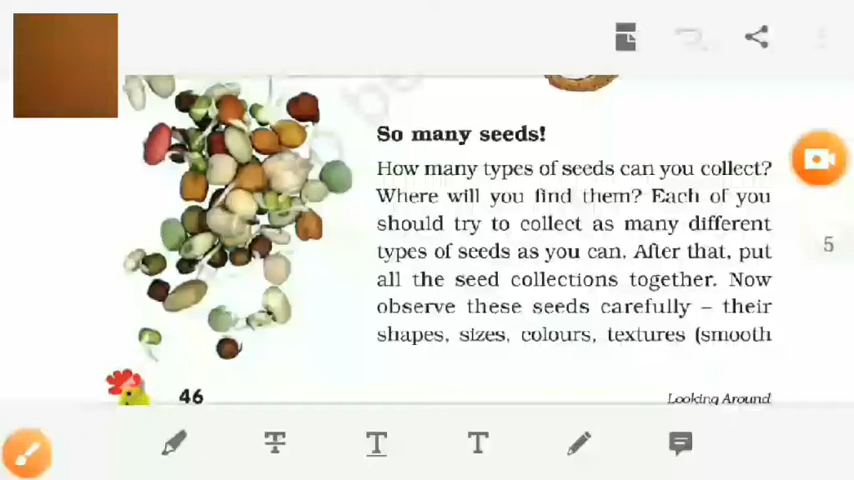 So many seeds!
How many types of seeds can you collect?
Where will you find them? Each of you
should try to collect as many different
types of seeds as you can. After that, put
all the seed collections together. Now
observe these seeds carefully – their
shapes, sizes, colours, textures (smooth
5
46
Looking Around
T
T
T